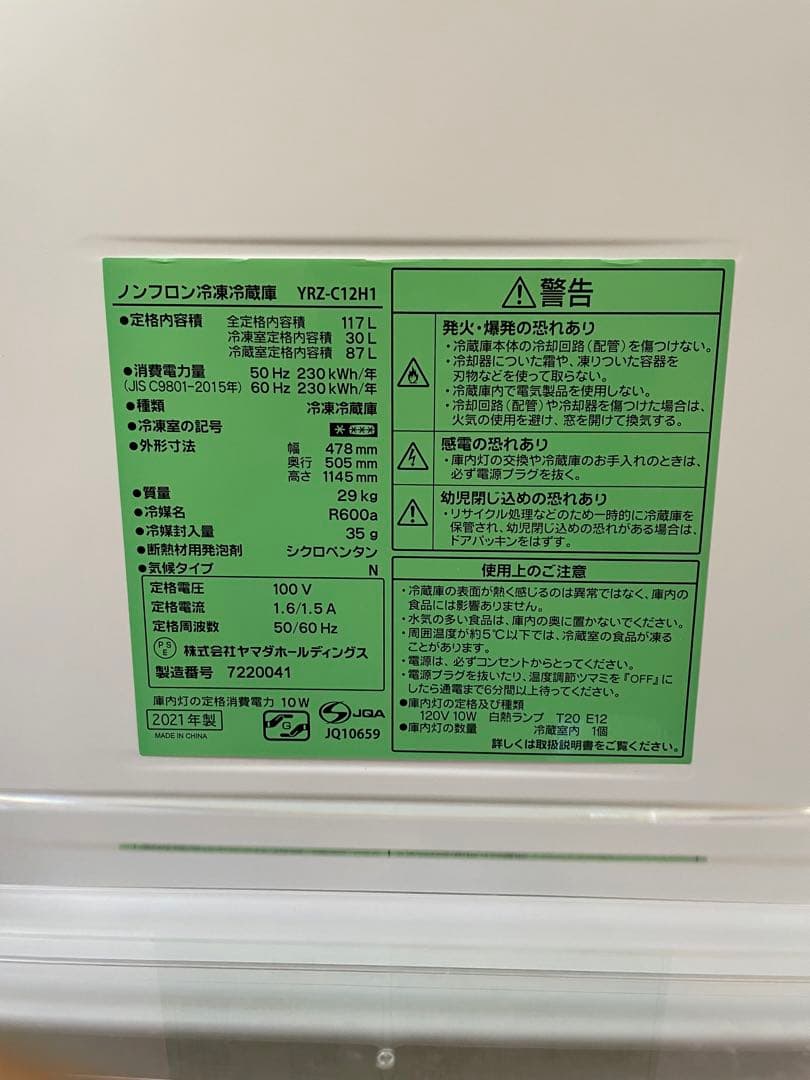 ノンフロン冷凍冷蔵庫 YRZ-C12H1
●定格内容積 全定格内容積 117 L
冷凍室定格内容積 30 L
冷蔵室定格内容積 87 L
●消費電力量 50 Hz 230 kWh/年
(JIS C9801-2015年) 60 Hz 230 kWh/年
●種類 冷凍冷蔵庫
●冷凍室の記号
●外形寸法 幅 478 mm
奥行 505 mm
高さ 1145 mm
●質量 29 kg
●冷媒名 R600a
●冷媒封入量 35 g
●断熱材用発泡剤 シクロペンタン
●気候タイプ N
定格電圧 100 V
定格電流 1.6/1.5 A
定格周波数 50/60 Hz
PSE 株式会社ヤマダホールディングス
製造番号 7220041
庫内灯の定格消費電力 10 W
2021年製
MADE IN CHINA
G
JQA
JQ10659
警告
発火・爆発の恐れあり
・冷蔵庫本体の冷却回路(配管)を傷つけない。
・冷却器についた霜や、凍りついた容器を
刃物などを使って取らない。
・冷蔵庫内で電気製品を使用しない。
・冷却回路(配管)や冷却器を傷つけた場合は、
火気の使用を避け、窓を開けて換気する。
感電の恐れあり
・庫内灯の交換や冷蔵庫のお手入れのときは、
必ず電源プラグを抜く。
幼児閉じ込めの恐れあり
・リサイクル処理などのため一時的に冷蔵庫を
保管され、幼児閉じ込めの恐れがある場合は、
ドアパッキンをはずす。
使用上のご注意
・冷蔵庫の表面が熱く感じるのは異常ではなく、庫内の
食品には影響ありません。
・水気の多い食品は、庫内の奥に置かないでください。
・周囲温度が約5℃以下では、冷蔵室の食品が凍る
ことがあります。
・電源は、必ずコンセントからとってください。
・電源プラグを抜いたり、温度調節ツマミを『OFF』に
したら通電まで6分間以上待ってください。
●庫内灯の定格及び種類
120V 10W 白熱ランプ T20 E12
●庫内灯の数量 冷蔵室内 1個
詳しくは取扱説明書をご覧ください。